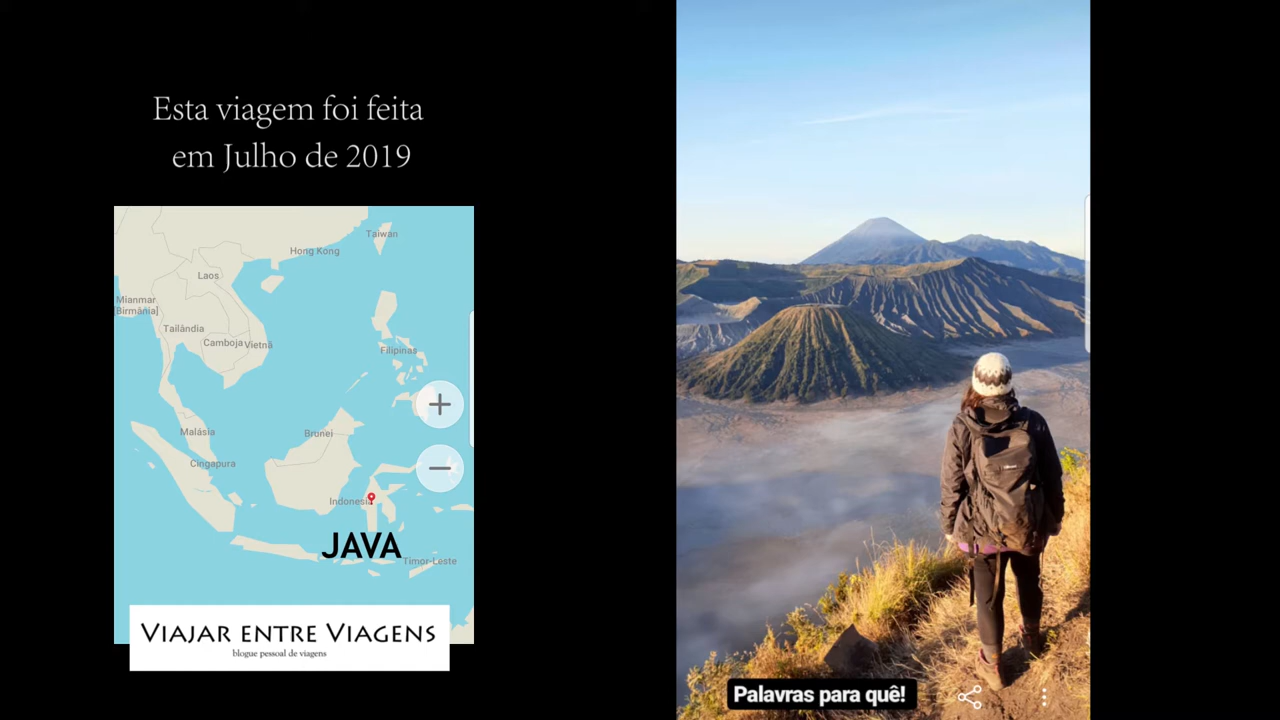 Esta viagem foi feita
em Julho de 2019
Taiwan
Hong Kong
Laos
Mianmar
[Birmânia]
Tailândia
Camboja
Vietnã
Filipinas
Malásia
Brunei
Cingapura
Indonésia
JAVA
Timor-Leste
VIAJAR ENTRE VIAGENS
blogue pessoal de viagens
Palavras para quê!